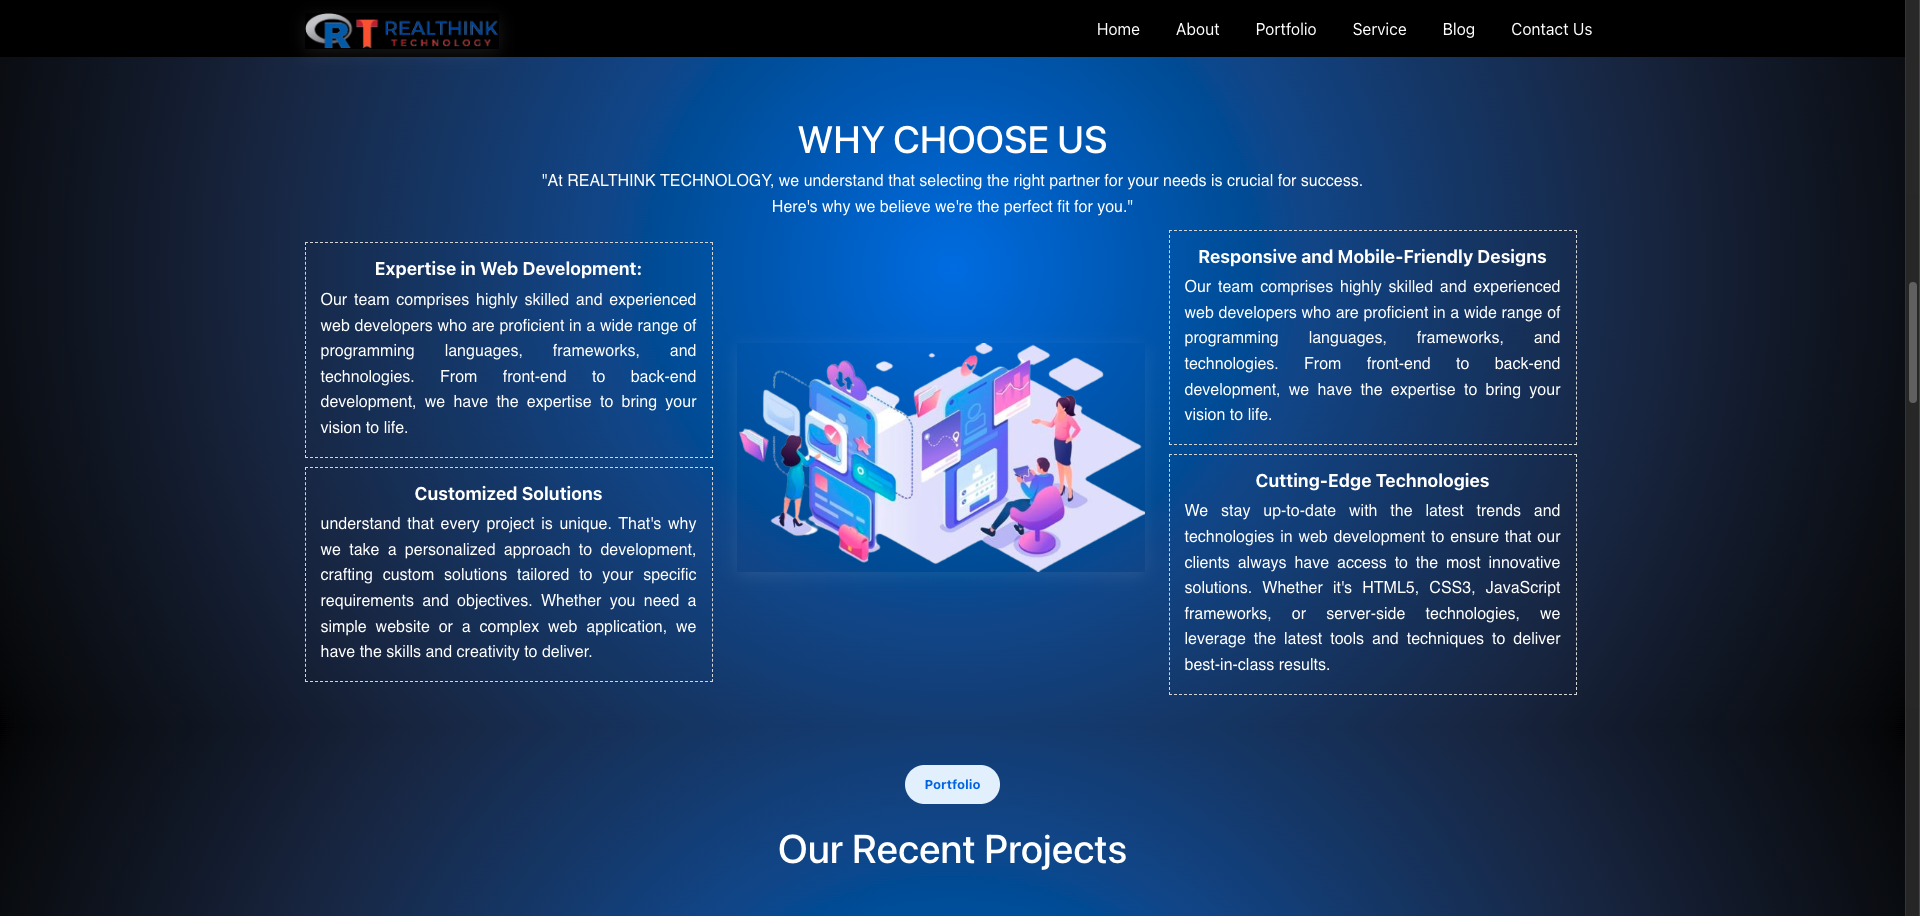 CRT REALTHINK
TECHNOLOGY
Home About Portfolio Service Blog Contact Us
WHY CHOOSE US
"At REALTHINK TECHNOLOGY, we understand that selecting the right partner for your needs is crucial for success.
Here's why we believe we're the perfect fit for you."
Expertise in Web Development:
Our team comprises highly skilled and experienced
web developers who are proficient in a wide range of
programming languages, frameworks, and
technologies. From front-end to back-end
development, we have the expertise to bring your
vision to life.
Customized Solutions
understand that every project is unique. That's why
we take a personalized approach to development,
crafting custom solutions tailored to your specific
requirements and objectives. Whether you need a
simple website or a complex web application, we
have the skills and creativity to deliver.
Responsive and Mobile-Friendly Designs
Our team comprises highly skilled and experienced
web developers who are proficient in a wide range of
programming languages, frameworks, and
technologies. From front-end to back-end
development, we have the expertise to bring your
vision to life.
Cutting-Edge Technologies
We stay up-to-date with the latest trends and
technologies in web development to ensure that our
clients always have access to the most innovative
solutions. Whether it's HTML5, CSS3, JavaScript
frameworks, or server-side technologies, we
leverage the latest tools and techniques to deliver
best-in-class results.
Portfolio
Our Recent Projects